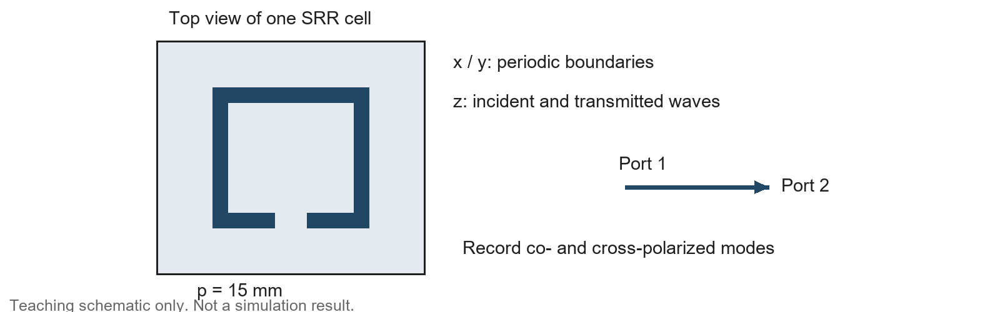 Top view of one SRR cell
x / y: periodic boundaries
z: incident and transmitted waves
Port 1
Port 2
Record co- and cross-polarized modes
p = 15 mm
Teaching schematic only. Not a simulation result.